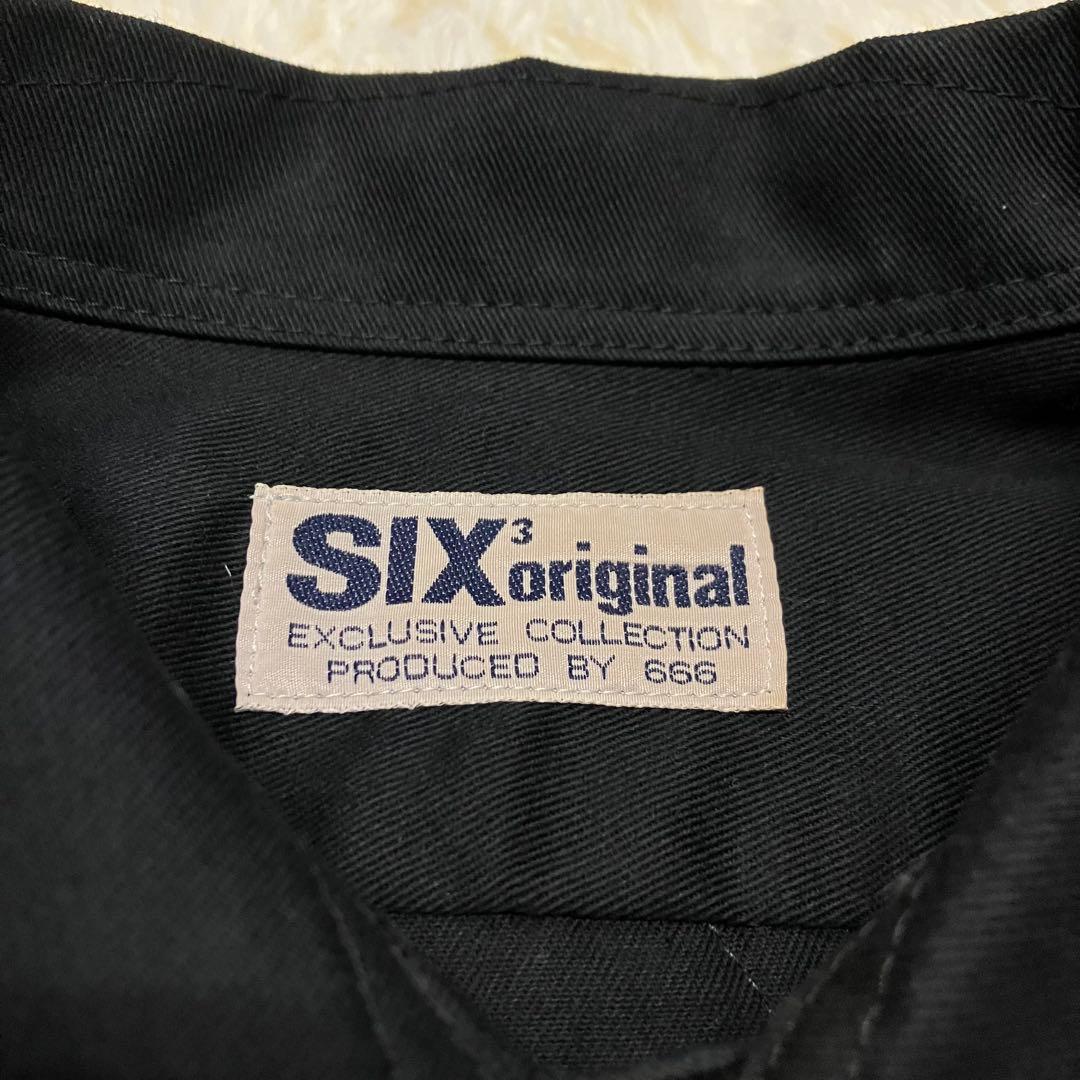 SIX³original
EXCLUSIVE COLLECTION
PRODUCED BY 666